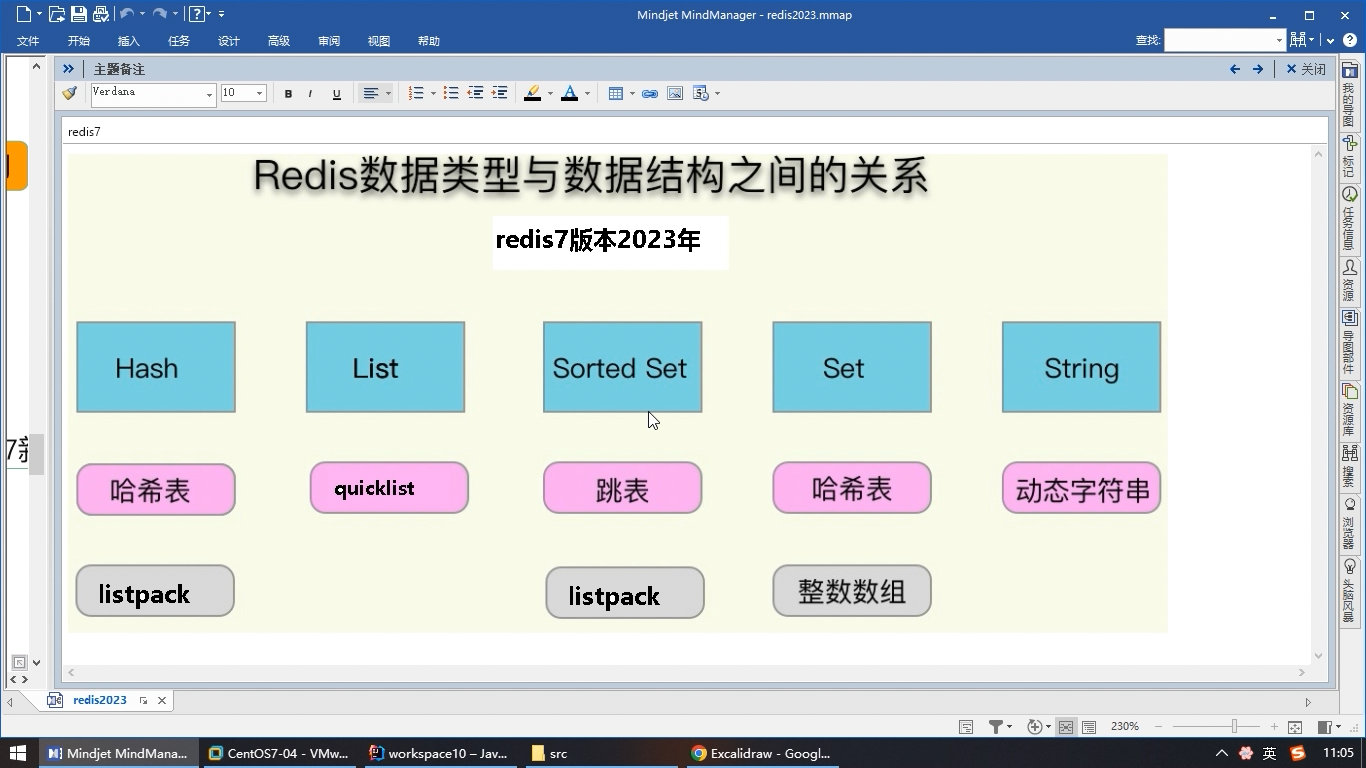 Mindjet MindManager - redis2023.mmap
文件 开始 插入 任务 设计 高级 审阅 视图 帮助 查找:
主题备注 关闭
Verdana 10 B I U
redis7
Redis数据类型与数据结构之间的关系
redis7版本2023年
Hash List Sorted Set Set String
哈希表 quicklist 跳表 哈希表 动态字符串
listpack listpack 整数数组
我的导图
标记
任务信息
资源
导图部件
资源库
搜索
浏览器
头脑风暴
redis2023
230%
Mindjet MindMana... CentOS7-04 - VMw... workspace10 – Jav... src Excalidraw - Googl... 英 11:05